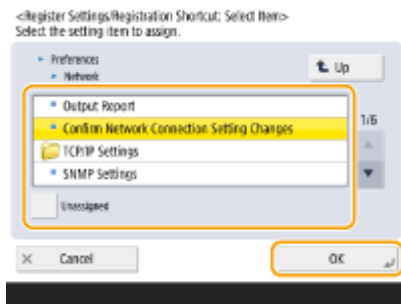 <Register Settings/Registration Shortcut: Select Item>
Select the setting item to assign.
Preferences
Network
Up
Output Report
Confirm Network Connection Setting Changes
TCP/IP Settings
SNMP Settings
1/6
Unassigned
Cancel
OK